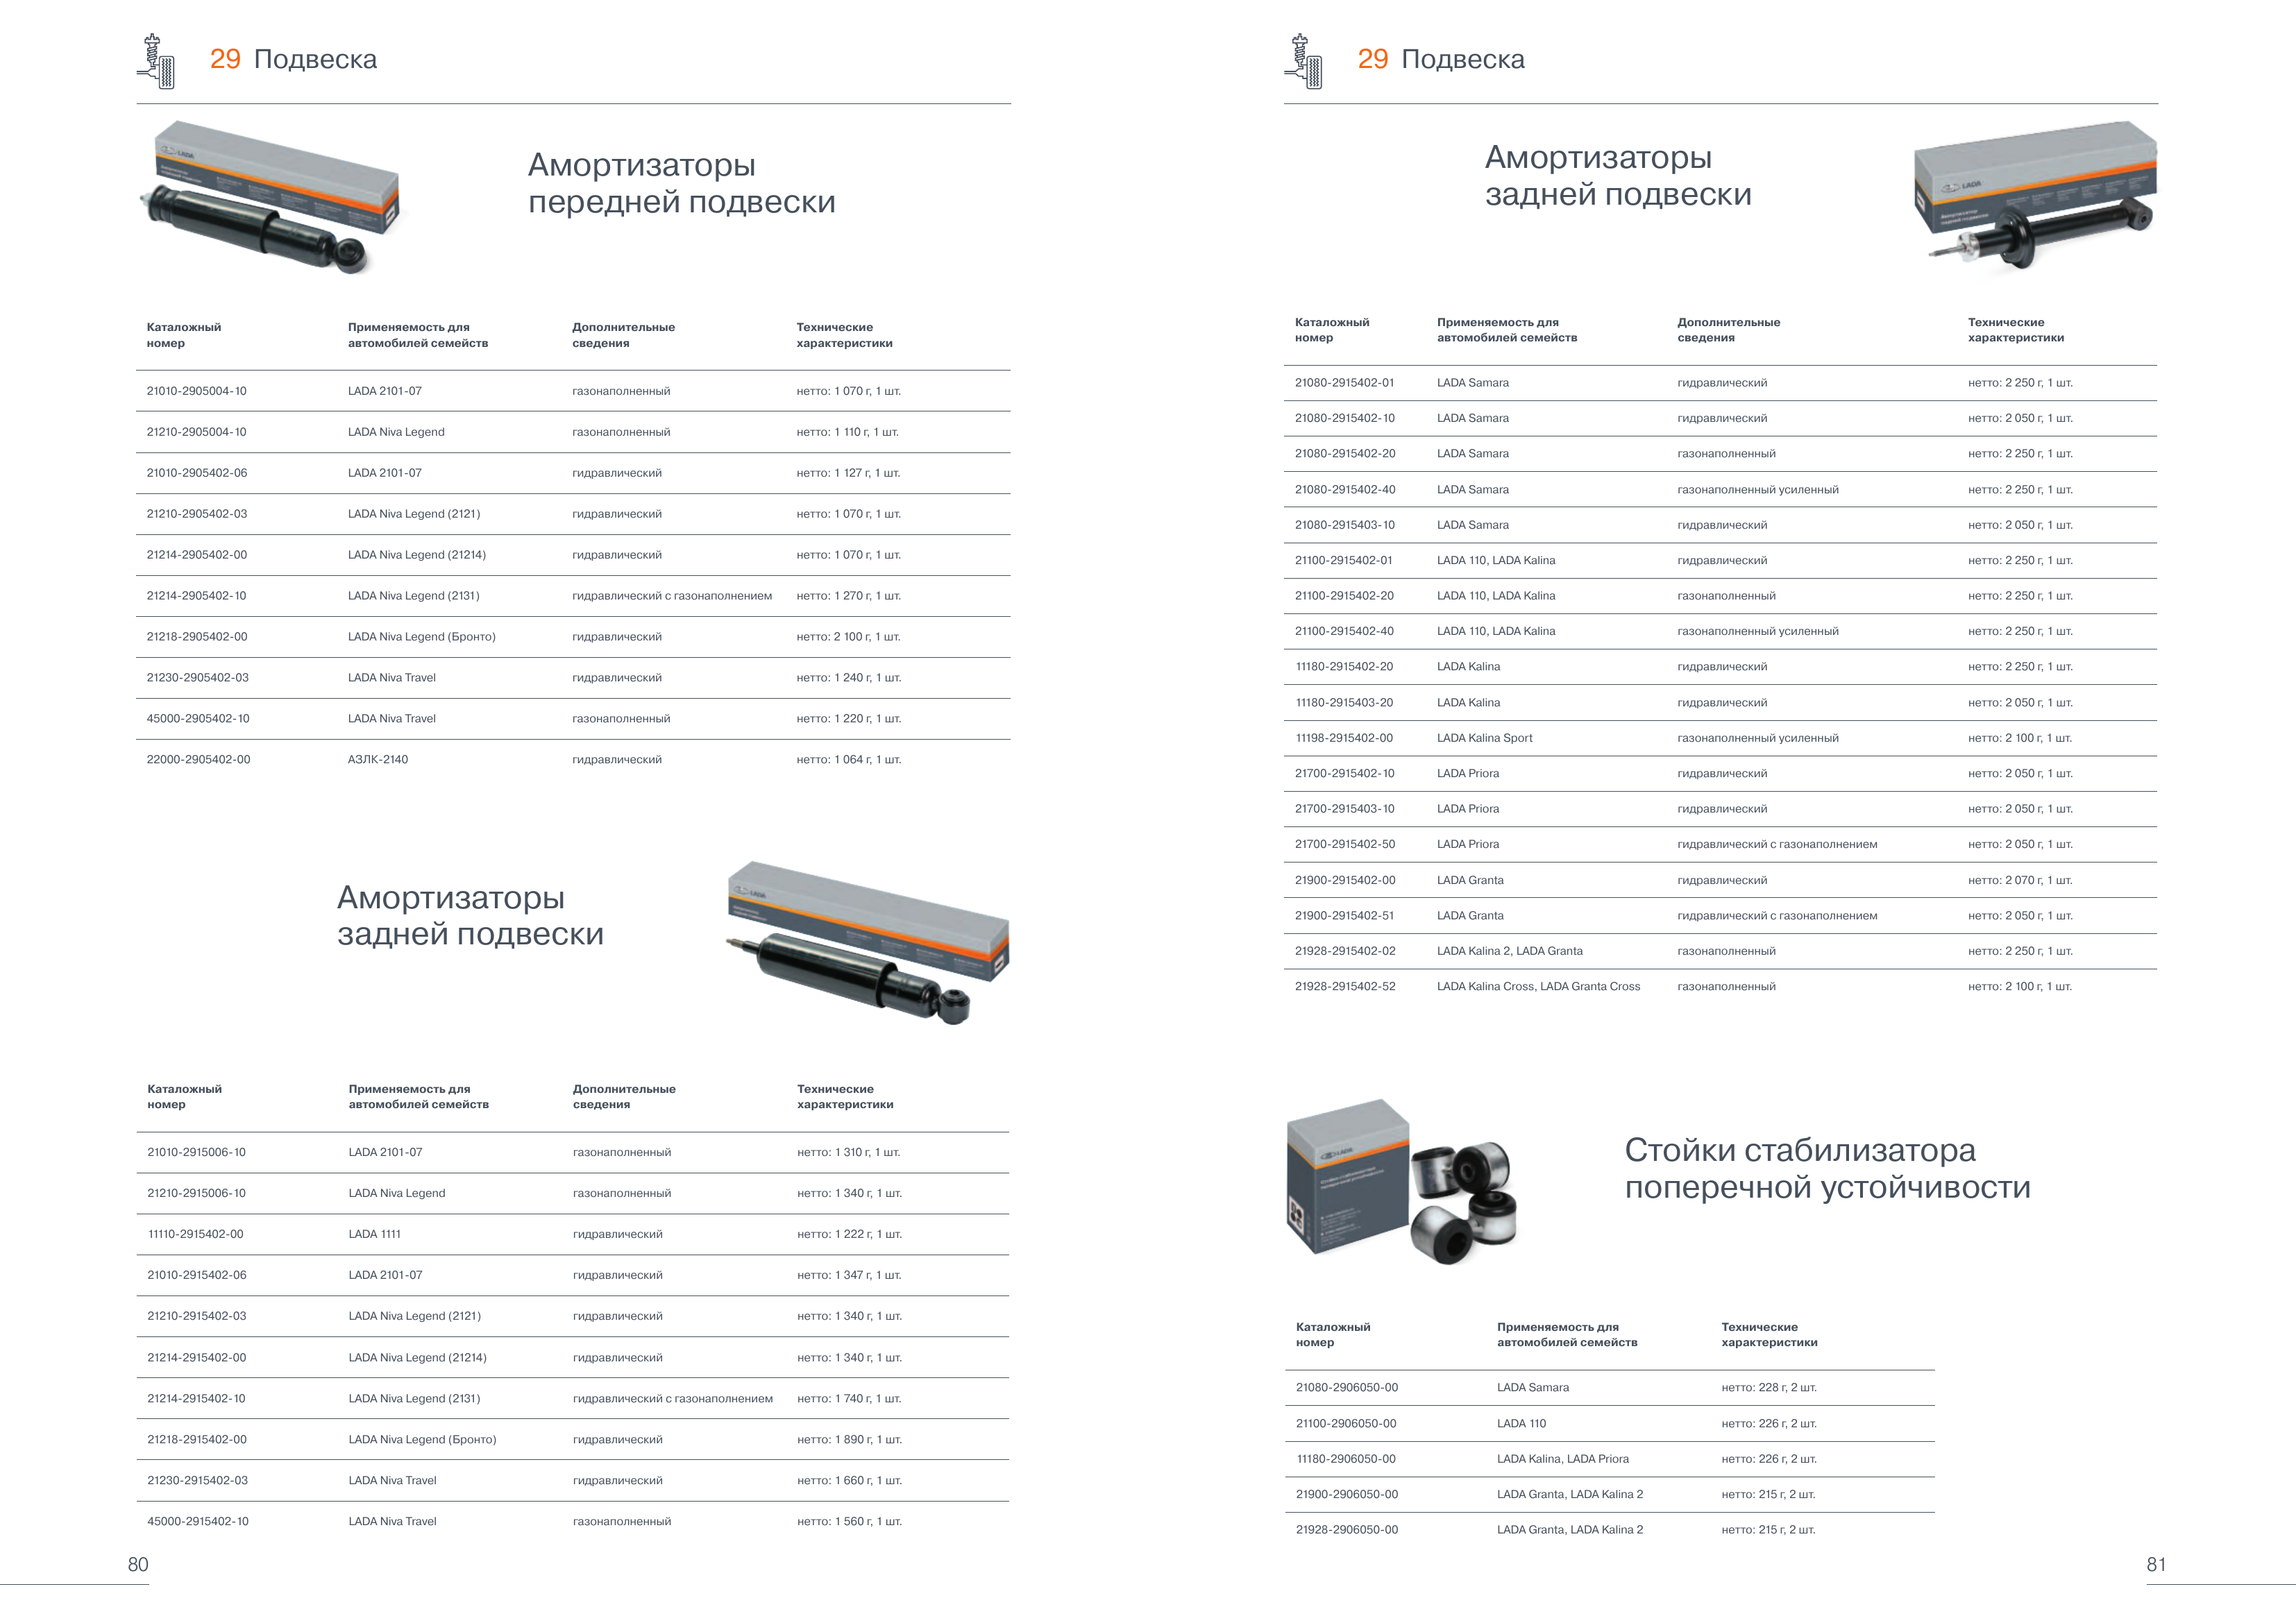 29 Подвеска
Амортизаторы
передней подвески
Каталожный номер Применяемость для автомобилей семейств Дополнительные сведения Технические характеристики
21010-2905004-10 LADA 2101-07 газонаполненный нетто: 1 070 г, 1 шт.
21210-2905004-10 LADA Niva Legend газонаполненный нетто: 1 110 г, 1 шт.
21010-2905402-06 LADA 2101-07 гидравлический нетто: 1 127 г, 1 шт.
21210-2905402-03 LADA Niva Legend (2121) гидравлический нетто: 1 070 г, 1 шт.
21214-2905402-00 LADA Niva Legend (21214) гидравлический нетто: 1 070 г, 1 шт.
21214-2905402-10 LADA Niva Legend (2131) гидравлический с газонаполнением нетто: 1 270 г, 1 шт.
21218-2905402-00 LADA Niva Legend (Бронто) гидравлический нетто: 2 100 г, 1 шт.
21230-2905402-03 LADA Niva Travel гидравлический нетто: 1 240 г, 1 шт.
45000-2905402-10 LADA Niva Travel газонаполненный нетто: 1 220 г, 1 шт.
22000-2905402-00 АЗЛК-2140 гидравлический нетто: 1 064 г, 1 шт.
Амортизаторы
задней подвески
Каталожный номер Применяемость для автомобилей семейств Дополнительные сведения Технические характеристики
21010-2915006-10 LADA 2101-07 газонаполненный нетто: 1 310 г, 1 шт.
21210-2915006-10 LADA Niva Legend газонаполненный нетто: 1 340 г, 1 шт.
11110-2915402-00 LADA 1111 гидравлический нетто: 1 222 г, 1 шт.
21010-2915402-06 LADA 2101-07 гидравлический нетто: 1 347 г, 1 шт.
21210-2915402-03 LADA Niva Legend (2121) гидравлический нетто: 1 340 г, 1 шт.
21214-2915402-00 LADA Niva Legend (21214) гидравлический нетто: 1 340 г, 1 шт.
21214-2915402-10 LADA Niva Legend (2131) гидравлический с газонаполнением нетто: 1 740 г, 1 шт.
21218-2915402-00 LADA Niva Legend (Бронто) гидравлический нетто: 1 890 г, 1 шт.
21230-2915402-03 LADA Niva Travel гидравлический нетто: 1 660 г, 1 шт.
45000-2915402-10 LADA Niva Travel газонаполненный нетто: 1 560 г, 1 шт.
80
29 Подвеска
Амортизаторы
задней подвески
LADA
Каталожный номер Применяемость для автомобилей семейств Дополнительные сведения Технические характеристики
21080-2915402-01 LADA Samara гидравлический нетто: 2 250 г, 1 шт.
21080-2915402-10 LADA Samara гидравлический нетто: 2 050 г, 1 шт.
21080-2915402-20 LADA Samara газонаполненный нетто: 2 250 г, 1 шт.
21080-2915402-40 LADA Samara газонаполненный усиленный нетто: 2 250 г, 1 шт.
21080-2915403-10 LADA Samara гидравлический нетто: 2 050 г, 1 шт.
21100-2915402-01 LADA 110, LADA Kalina гидравлический нетто: 2 250 г, 1 шт.
21100-2915402-20 LADA 110, LADA Kalina газонаполненный нетто: 2 250 г, 1 шт.
21100-2915402-40 LADA 110, LADA Kalina газонаполненный усиленный нетто: 2 250 г, 1 шт.
11180-2915402-20 LADA Kalina гидравлический нетто: 2 250 г, 1 шт.
11180-2915403-20 LADA Kalina гидравлический нетто: 2 050 г, 1 шт.
11198-2915402-00 LADA Kalina Sport газонаполненный усиленный нетто: 2 100 г, 1 шт.
21700-2915402-10 LADA Priora гидравлический нетто: 2 050 г, 1 шт.
21700-2915403-10 LADA Priora гидравлический нетто: 2 050 г, 1 шт.
21700-2915402-50 LADA Priora гидравлический с газонаполнением нетто: 2 050 г, 1 шт.
21900-2915402-00 LADA Granta гидравлический нетто: 2 070 г, 1 шт.
21900-2915402-51 LADA Granta гидравлический с газонаполнением нетто: 2 050 г, 1 шт.
21928-2915402-02 LADA Kalina 2, LADA Granta газонаполненный нетто: 2 250 г, 1 шт.
21928-2915402-52 LADA Kalina Cross, LADA Granta Cross газонаполненный нетто: 2 100 г, 1 шт.
LADA
Стойки стабилизатора
поперечной устойчивости
Каталожный номер Применяемость для автомобилей семейств Технические характеристики
21080-2906050-00 LADA Samara нетто: 228 г, 2 шт.
21100-2906050-00 LADA 110 нетто: 226 г, 2 шт.
11180-2906050-00 LADA Kalina, LADA Priora нетто: 226 г, 2 шт.
21900-2906050-00 LADA Granta, LADA Kalina 2 нетто: 215 г, 2 шт.
21928-2906050-00 LADA Granta, LADA Kalina 2 нетто: 215 г, 2 шт.
81